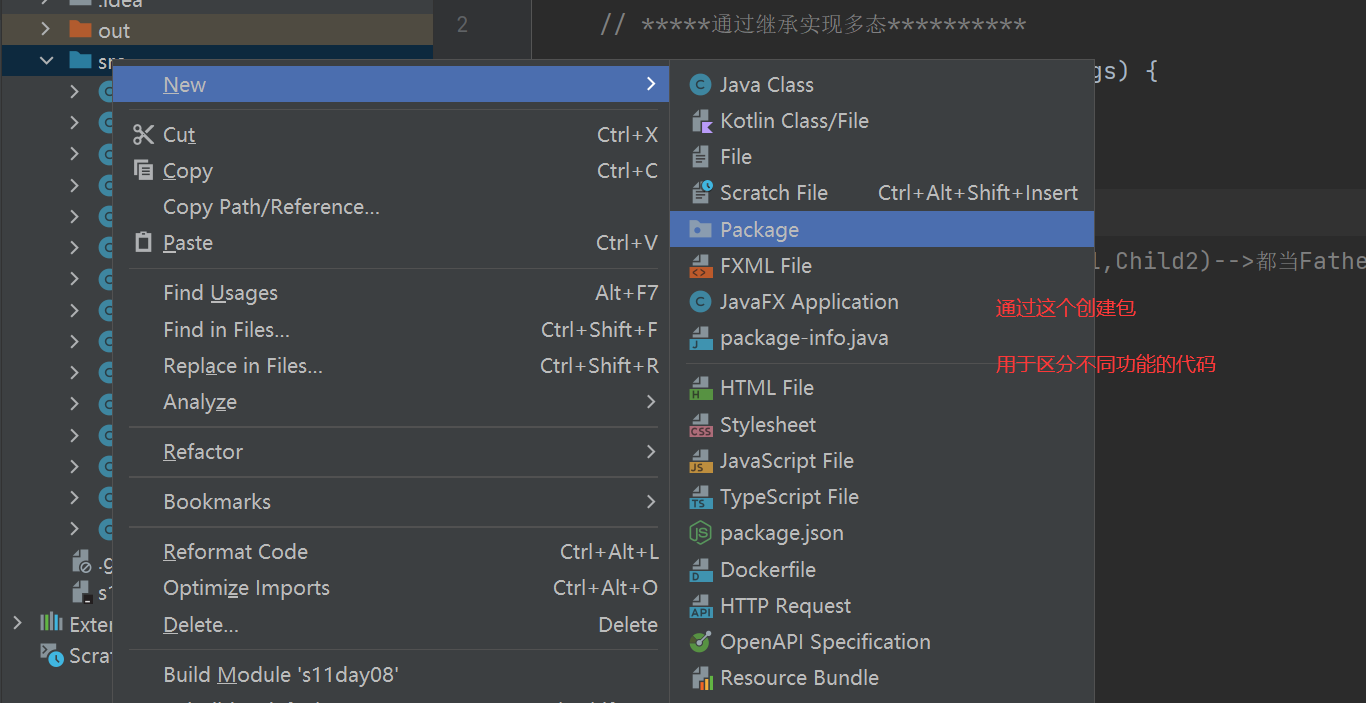 .idea
out
2
// *****通过继承实现多态**********
gs) {
New
Cut Ctrl+X
Copy Ctrl+C
Copy Path/Reference...
Paste Ctrl+V
Find Usages Alt+F7
Find in Files... Ctrl+Shift+F
Replace in Files... Ctrl+Shift+R
Analyze
Refactor
Bookmarks
Reformat Code Ctrl+Alt+L
Optimize Imports Ctrl+Alt+O
Delete... Delete
Build Module 's11day08'
Java Class
Kotlin Class/File
File
Scratch File Ctrl+Alt+Shift+Insert
Package
FXML File
JavaFX Application
package-info.java
HTML File
Stylesheet
JavaScript File
TypeScript File
package.json
Dockerfile
HTTP Request
OpenAPI Specification
Resource Bundle
,Child2)-->都当Fathe
通过这个创建包
用于区分不同功能的代码
Exter
Scrat